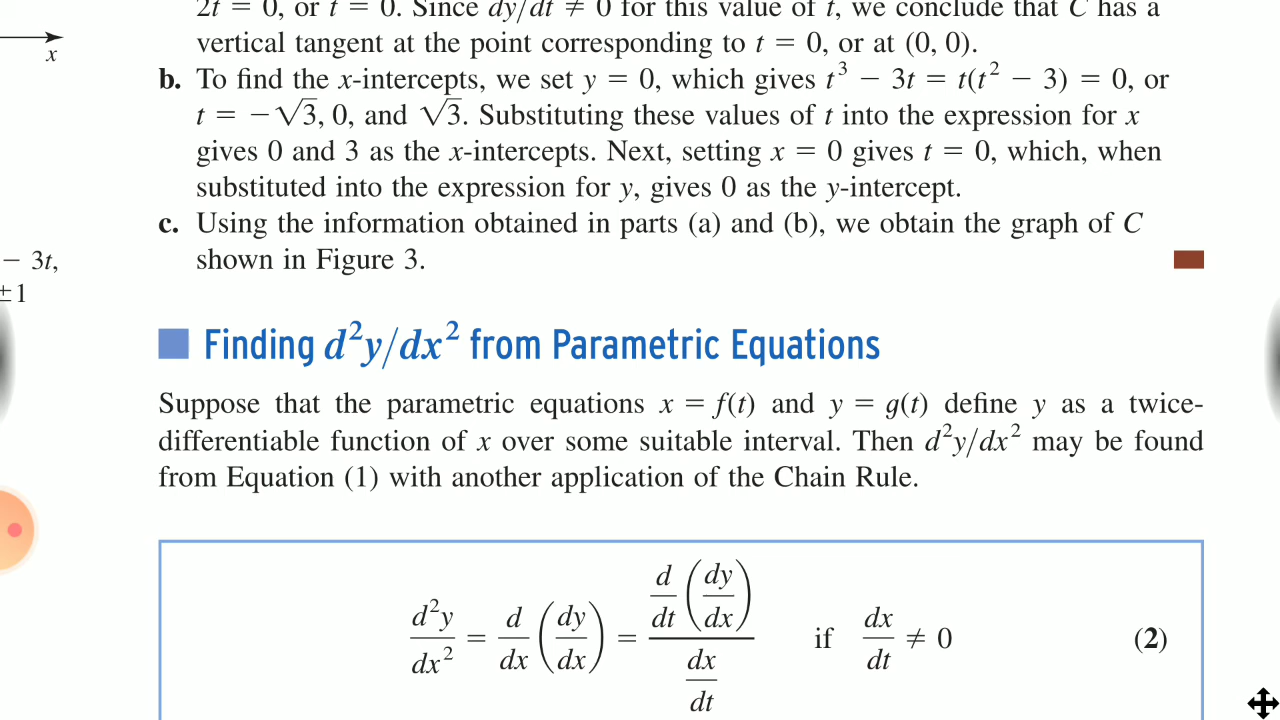 2t = 0, or t = 0. Since dy/dt ≠ 0 for this value of t, we conclude that C has a
vertical tangent at the point corresponding to t = 0, or at (0, 0).
x
b. To find the x-intercepts, we set y = 0, which gives t³ − 3t = t(t² − 3) = 0, or
t = −√3, 0, and √3. Substituting these values of t into the expression for x
gives 0 and 3 as the x-intercepts. Next, setting x = 0 gives t = 0, which, when
substituted into the expression for y, gives 0 as the y-intercept.
c. Using the information obtained in parts (a) and (b), we obtain the graph of C
shown in Figure 3.
− 3t,
±1
Finding d²y/dx² from Parametric Equations
Suppose that the parametric equations x = f(t) and y = g(t) define y as a twice-
differentiable function of x over some suitable interval. Then d²y/dx² may be found
from Equation (1) with another application of the Chain Rule.
d²y/dx² = d/dx (dy/dx) = d/dt (dy/dx) / dx/dt if dx/dt ≠ 0 (2)